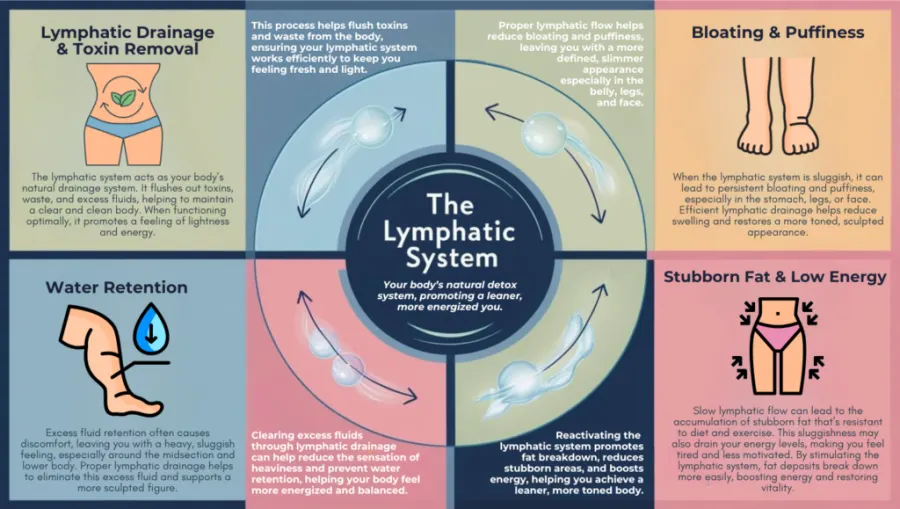 Lymphatic Drainage
& Toxin Removal
The lymphatic system acts as your body's
natural drainage system. It flushes out toxins,
waste, and excess fluids, helping to maintain
a clear and clean body. When functioning
optimally, it promotes a feeling of lightness
and energy.
This process helps flush toxins
and waste from the body,
ensuring your lymphatic system
works efficiently to keep you
feeling fresh and light.
Proper lymphatic flow helps
reduce bloating and puffiness,
leaving you with a more
defined, slimmer
appearance
especially in the
belly, legs,
and face.
Bloating & Puffiness
When the lymphatic system is sluggish, it can
lead to persistent bloating and puffiness,
especially in the stomach, legs, or face.
Efficient lymphatic drainage helps reduce
swelling and restores a more toned, sculpted
appearance.
The
Lymphatic
System
Your body's natural detox
system, promoting a leaner,
more energized you.
Water Retention
Excess fluid retention often causes
discomfort, leaving you with a heavy, sluggish
feeling, especially around the midsection and
lower body. Proper lymphatic drainage helps
to eliminate this excess fluid and supports a
more sculpted figure.
Clearing excess fluids
through lymphatic drainage
can help reduce the sensation of
heaviness and prevent water
retention, helping your body feel
more energized and balanced.
Reactivating the
lymphatic system promotes
fat breakdown, reduces
stubborn areas, and boosts
energy, helping you achieve a
leaner, more toned body.
Stubborn Fat & Low Energy
Slow lymphatic flow can lead to the
accumulation of stubborn fat that's resistant
to diet and exercise. This sluggishness may
also drain your energy levels, making you feel
tired and less motivated. By stimulating the
lymphatic system, fat deposits break down
more easily, boosting energy and restoring
vitality.